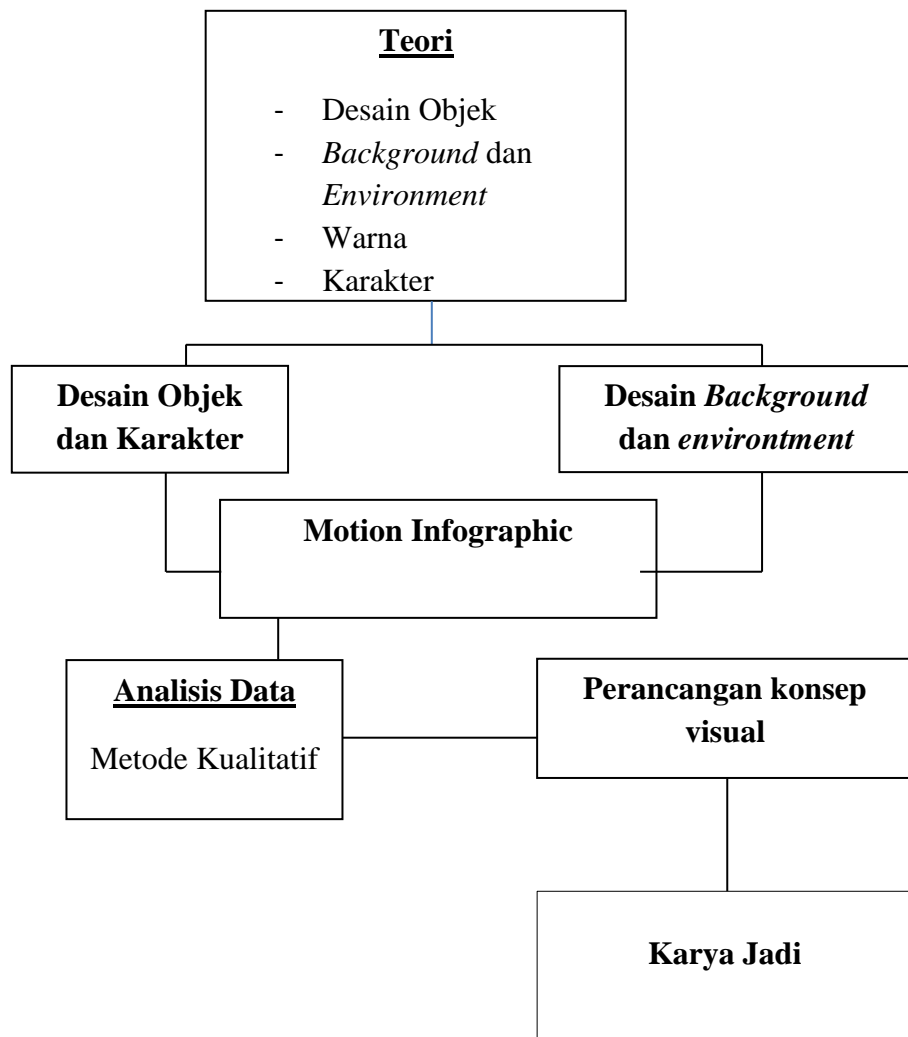 Teori
- Desain Objek
- Background dan
Environment
- Warna
- Karakter
Desain Objek
dan Karakter
Desain Background
dan environtment
Motion Infographic
Analisis Data
Metode Kualitatif
Perancangan konsep
visual
Karya Jadi